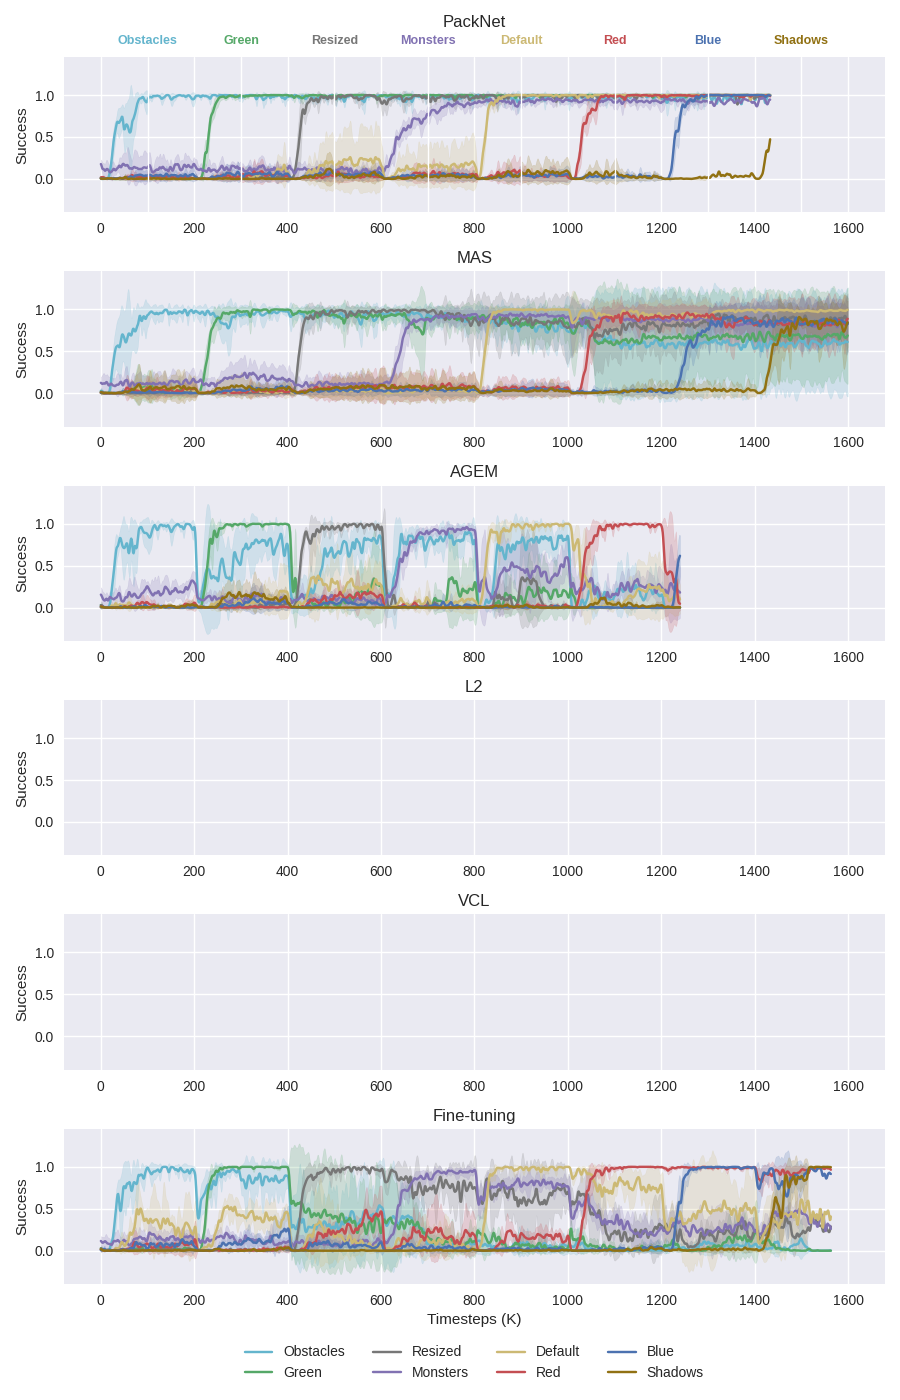 PackNet
Obstacles Green Resized Monsters Default Red Blue Shadows
Success
1.0
0.5
0.0
0 200 400 600 800 1000 1200 1400 1600
MAS
Success
1.0
0.5
0.0
0 200 400 600 800 1000 1200 1400 1600
AGEM
Success
1.0
0.5
0.0
0 200 400 600 800 1000 1200 1400 1600
L2
Success
1.0
0.5
0.0
0 200 400 600 800 1000 1200 1400 1600
VCL
Success
1.0
0.5
0.0
0 200 400 600 800 1000 1200 1400 1600
Fine-tuning
Success
1.0
0.5
0.0
0 200 400 600 800 1000 1200 1400 1600
Timesteps (K)
Obstacles Resized Default Blue
Green Monsters Red Shadows